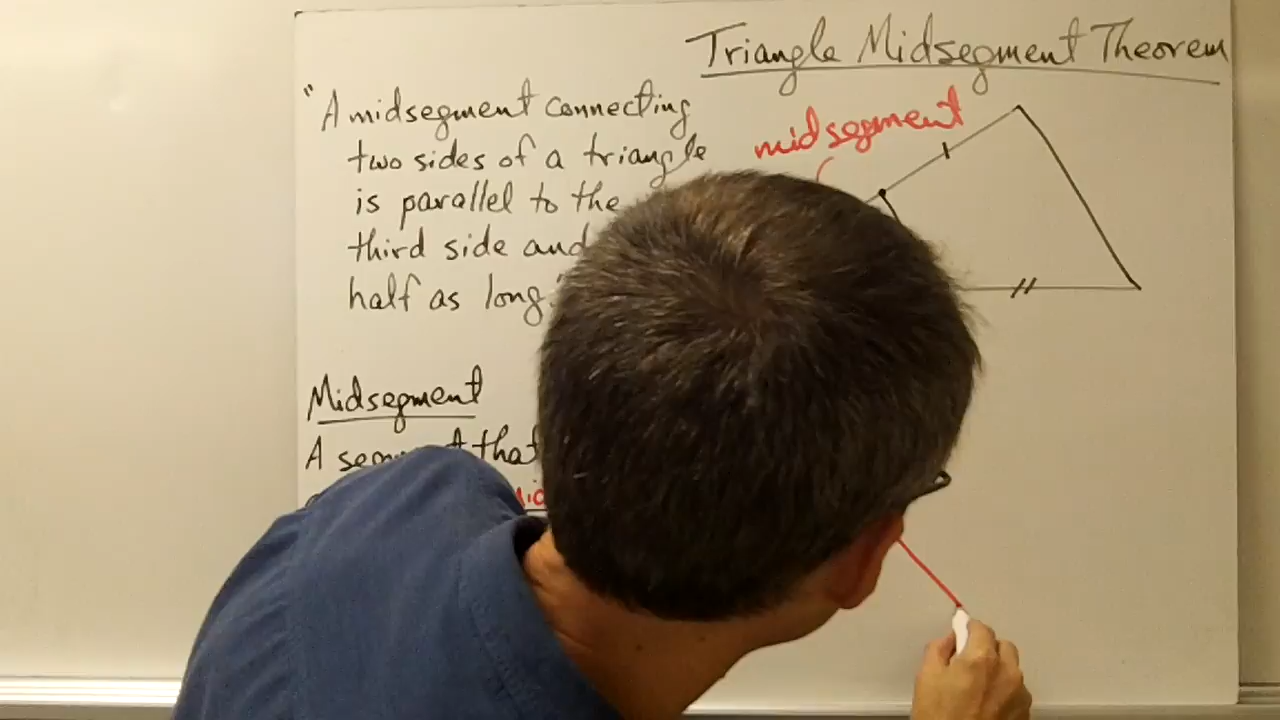 Triangle Midsegment Theorem
"A midsegment connecting
two sides of a triangle
is parallel to the
third side and
half as long."
midsegment
Midsegment
A that